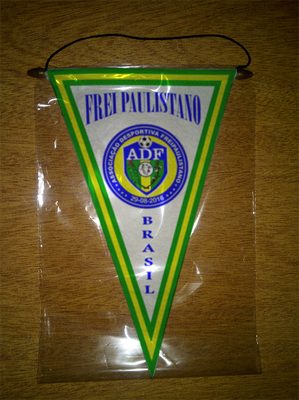 FREI PAULISTANO
ASSOCIAÇÃO DESPORTIVA FREIPAULISTANO
ADF
29-08-2016
BRASIL